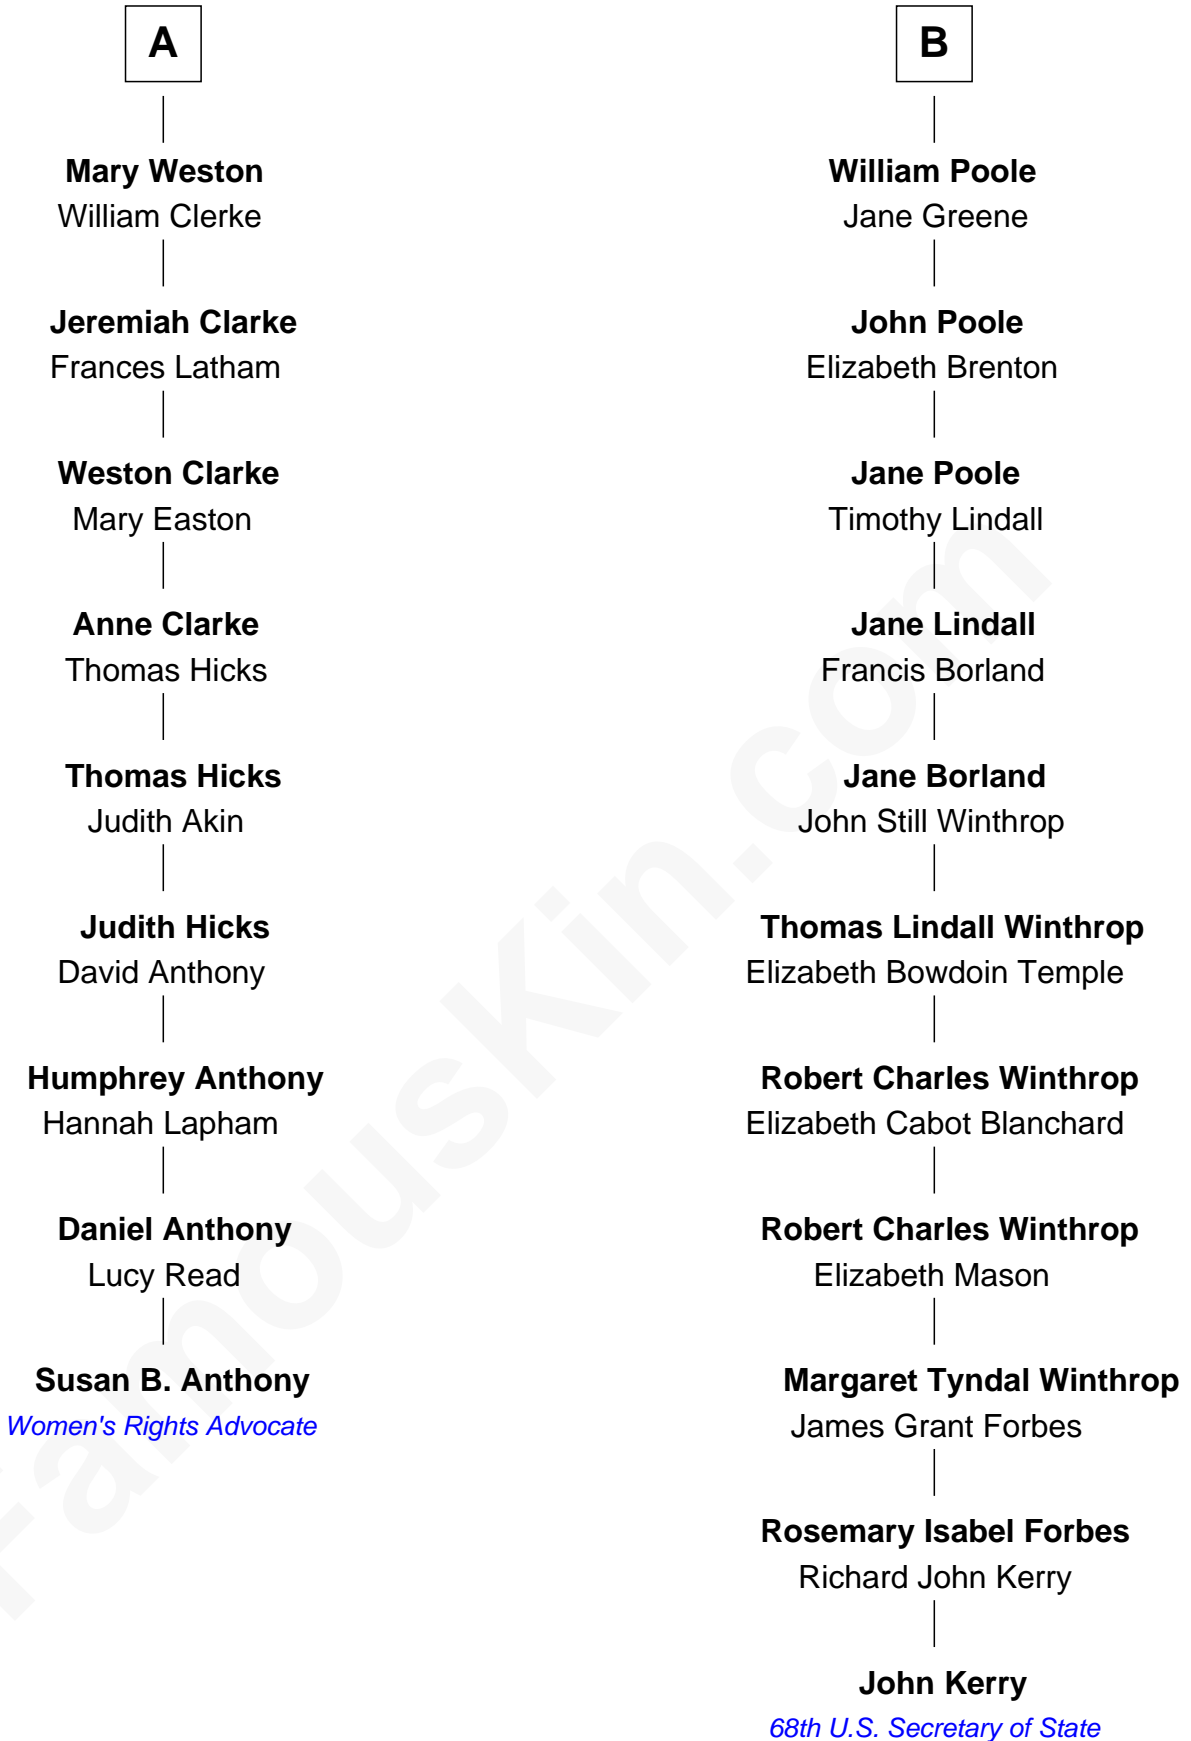 A
Mary Weston
William Clerke
Jeremiah Clarke
Frances Latham
Weston Clarke
Mary Easton
Anne Clarke
Thomas Hicks
Thomas Hicks
Judith Akin
Judith Hicks
David Anthony
Humphrey Anthony
Hannah Lapham
Daniel Anthony
Lucy Read
Susan B. Anthony
Women's Rights Advocate
B
William Poole
Jane Greene
John Poole
Elizabeth Brenton
Jane Poole
Timothy Lindall
Jane Lindall
Francis Borland
Jane Borland
John Still Winthrop
Thomas Lindall Winthrop
Elizabeth Bowdoin Temple
Robert Charles Winthrop
Elizabeth Cabot Blanchard
Robert Charles Winthrop
Elizabeth Mason
Margaret Tyndal Winthrop
James Grant Forbes
Rosemary Isabel Forbes
Richard John Kerry
John Kerry
68th U.S. Secretary of State
FamousKin.com